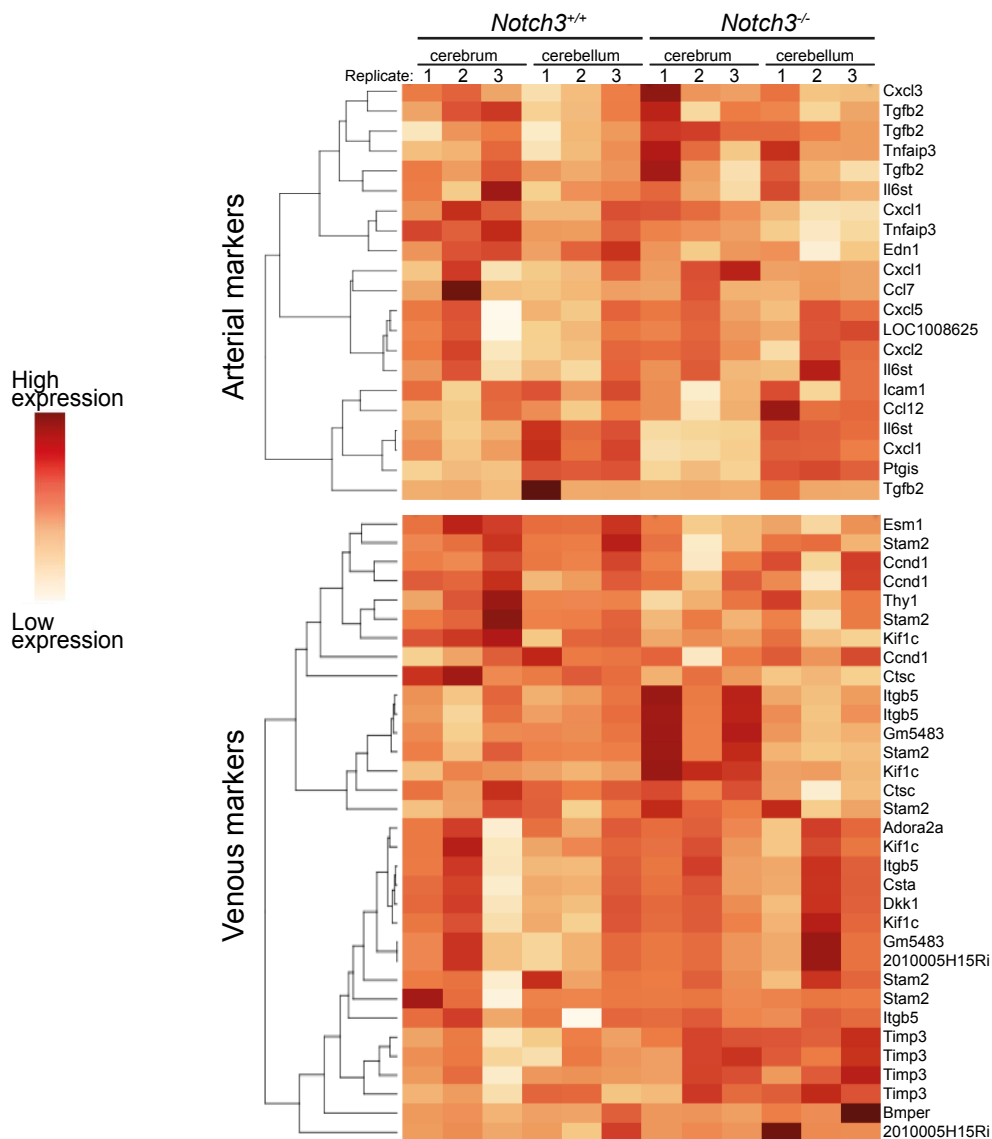 Notch3+/+ Notch3-/-
cerebrum cerebellum cerebrum cerebellum
Replicate: 1 2 3 1 2 3 1 2 3 1 2 3
Arterial markers
Cxcl3
Tgfb2
Tgfb2
Tnfaip3
Tgfb2
Il6st
Cxcl1
Tnfaip3
Edn1
Cxcl1
Ccl7
Cxcl5
LOC1008625
Cxcl2
Il6st
Icam1
Ccl12
Il6st
Cxcl1
Ptgis
Tgfb2
High
expression
Low
expression
Venous markers
Esm1
Stam2
Ccnd1
Ccnd1
Thy1
Stam2
Kif1c
Ccnd1
Ctsc
Itgb5
Itgb5
Gm5483
Stam2
Kif1c
Ctsc
Stam2
Adora2a
Kif1c
Itgb5
Csta
Dkk1
Kif1c
Gm5483
2010005H15Ri
Stam2
Stam2
Itgb5
Timp3
Timp3
Timp3
Timp3
Bmper
2010005H15Ri